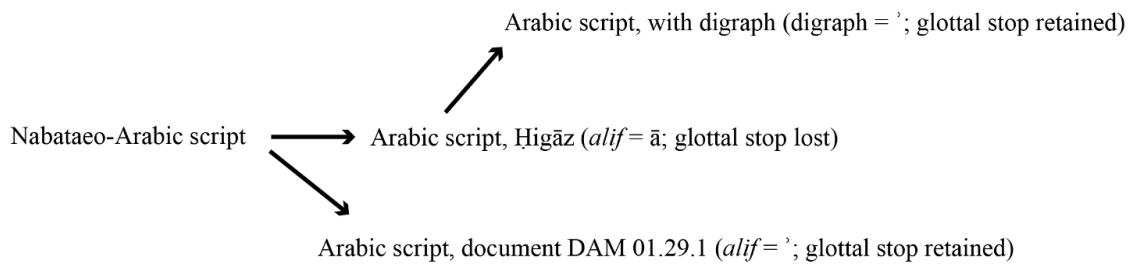 Arabic script, with digraph (digraph = ʾ; glottal stop retained)
Nabataeo-Arabic script
Arabic script, Ḥigāz (alif = ā; glottal stop lost)
Arabic script, document DAM 01.29.1 (alif = ʾ; glottal stop retained)